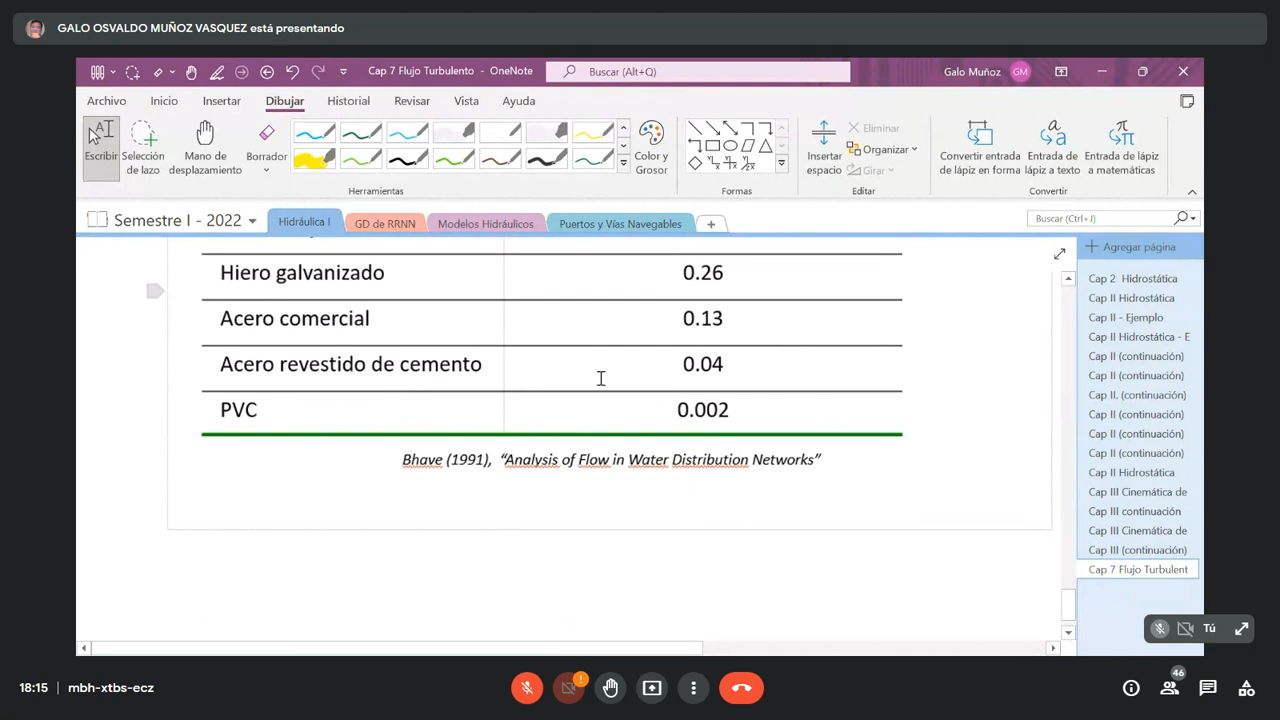 GALO OSVALDO MUÑOZ VASQUEZ está presentando
Cap 7 Flujo Turbulento - OneNote
Buscar (Alt+Q)
Galo Muñoz
GM
Archivo
Inicio
Insertar
Dibujar
Historial
Revisar
Vista
Ayuda
Escribir
Selección de lazo
Mano de desplazamiento
Borrador
Color y Grosor
Insertar espacio
Eliminar
Organizar
Girar
Convertir entrada de lápiz en forma
Entrada de lápiz a texto
Entrada de lápiz a matemáticas
Herramientas
Formas
Editar
Convertir
Semestre I - 2022
Hidráulica I
GD de RRNN
Modelos Hidráulicos
Puertos y Vías Navegables
Buscar (Ctrl+J)
Hiero galvanizado 0.26
Acero comercial 0.13
Acero revestido de cemento 0.04
PVC 0.002
Bhave (1991), “Analysis of Flow in Water Distribution Networks”
Agregar página
Cap 2 Hidrostática
Cap II Hidrostática
Cap II - Ejemplo
Cap II Hidrostática - E
Cap II (continuación)
Cap II (continuación)
Cap II. (continuación)
Cap II (continuación)
Cap II (continuación)
Cap II (continuación)
Cap II Hidrostática
Cap III Cinemática de
Cap III continuación
Cap III Cinemática de
Cap III (continuación)
Cap 7 Flujo Turbulent
Tú
18:15
mbh-xtbs-ecz
46